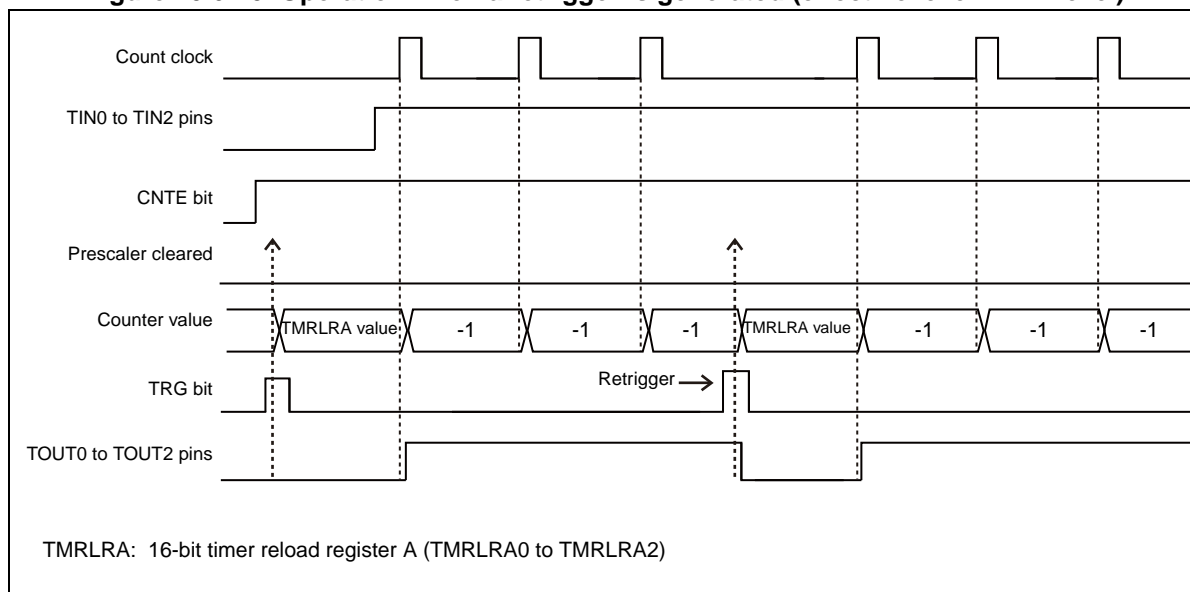 Count clock
TIN0 to TIN2 pins
CNTE bit
Prescaler cleared
Counter value
TMRLRA value -1 -1 -1 TMRLRA value -1 -1 -1
TRG bit
Retrigger
TOUT0 to TOUT2 pins
TMRLRA: 16-bit timer reload register A (TMRLRA0 to TMRLRA2)